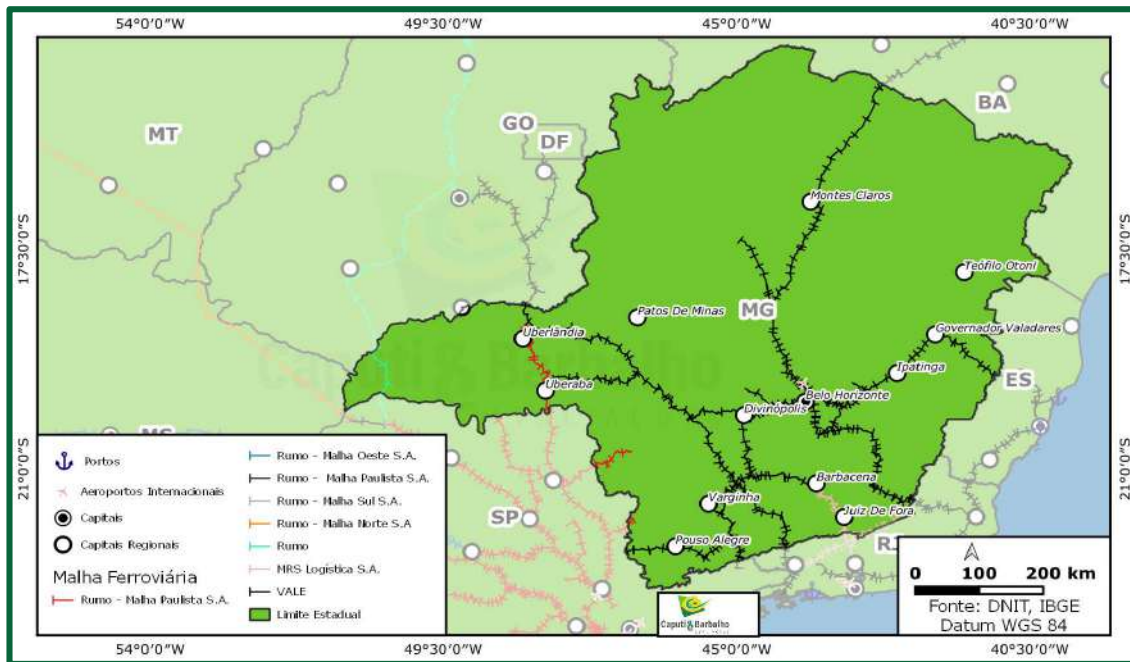 54°0'0"W 49°30'0"W 45°0'0"W 40°30'0"W
17°30'0"S
21°0'0"S
17°30'0"S
21°0'0"S
MT
GO
DF
BA
Montes Claros
Teófilo Otoni
Patos De Minas
MG
Uberlândia
Governador Valadares
Ipatinga
ES
Uberaba
Belo Horizonte
Divinópolis
Caputi & Barbalho
MS
Barbacena
Varginha
SP
Juiz De Fora
Pouso Alegre
RJ
Portos
Aeroportos Internacionais
Capitais
Capitais Regionais
Malha Ferroviária
Rumo - Malha Paulista S.A.
Rumo - Malha Oeste S.A.
Rumo - Malha Paulista S.A.
Rumo - Malha Sul S.A.
Rumo - Malha Norte S.A
Rumo
MRS Logística S.A.
VALE
Limite Estadual
Caputi & Barbalho
0 100 200 km
Fonte: DNIT, IBGE
Datum WGS 84
54°0'0"W 49°30'0"W 45°0'0"W 40°30'0"W